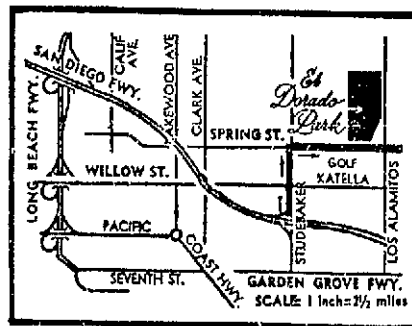 SAN DIEGO FWY.
CALIF. AVE.
LAKEWOOD AVE
CLARK AVE.
El
Dorado
Park
SPRING ST.
GOLF
KATELLA
LONG BEACH FWY.
WILLOW ST.
STUDEBAKER
LOS ALAMITOS
PACIFIC
COAST HWY.
SEVENTH ST.
GARDEN GROVE FWY.
SCALE: 1 inch=2½ miles